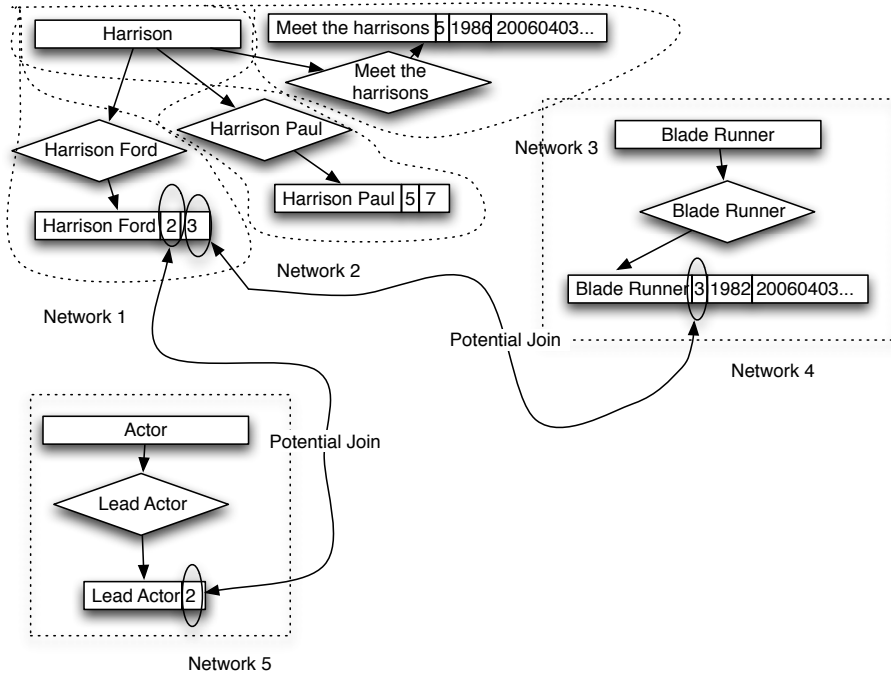 Harrison
Meet the harrisons 5 1986 20060403...
Meet the
harrisons
Harrison Ford
Harrison Paul
Harrison Paul 5 7
Harrison Ford 2 3
Network 3
Blade Runner
Blade Runner
Blade Runner 3 1982 20060403...
Network 2
Network 1
Potential Join
Network 4
Actor
Potential Join
Lead Actor
Lead Actor 2
Network 5